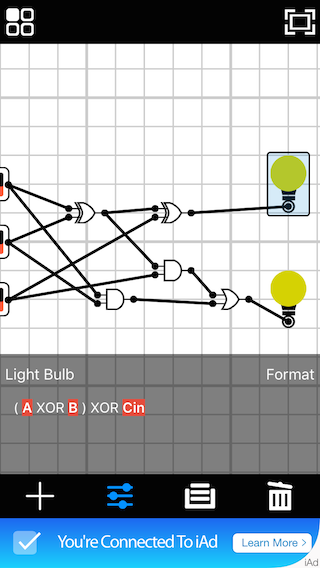 Light Bulb Format
( A XOR B ) XOR Cin
You're Connected To iAd
Learn More >
iAd